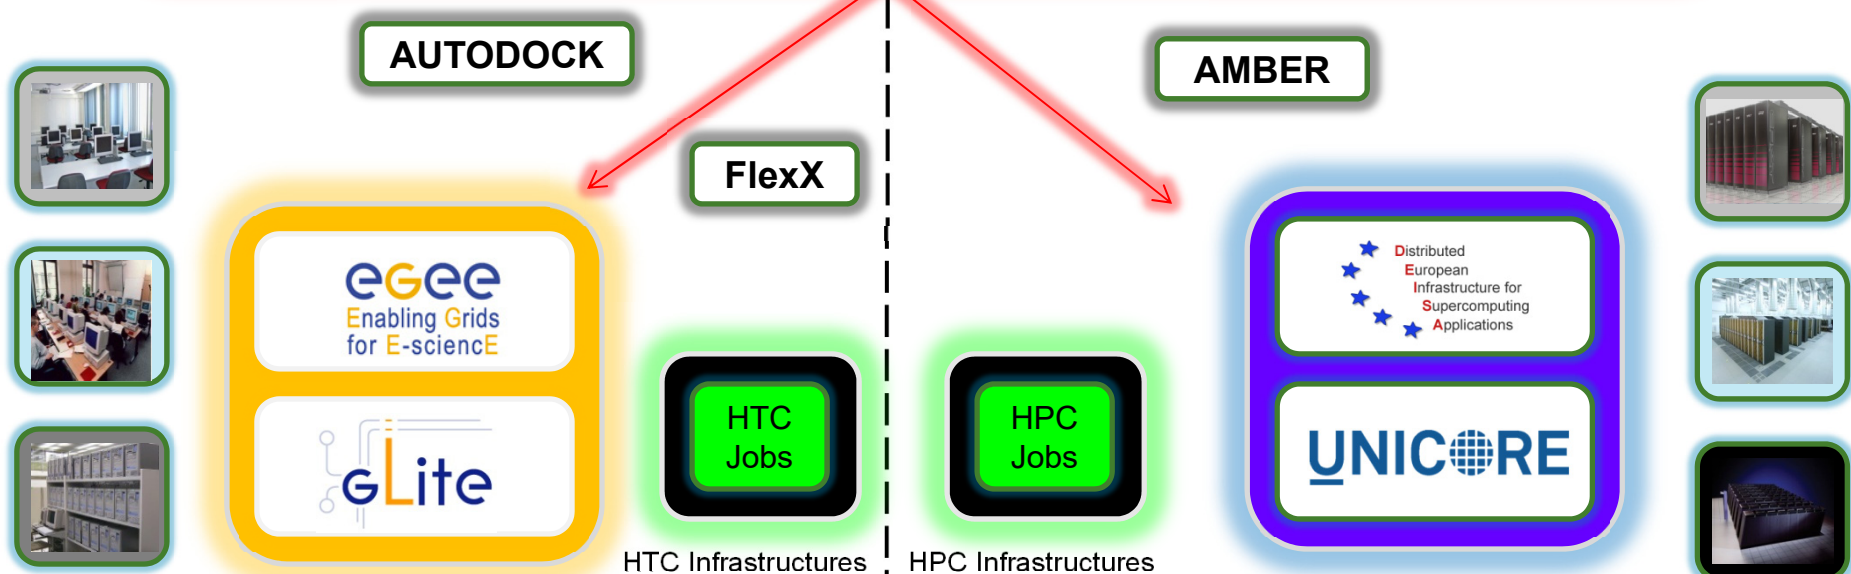 AUTODOCK
AMBER
FlexX
egee
Enabling Grids
for E-sciencE
gLite
HTC
Jobs
HTC Infrastructures
HPC
Jobs
HPC Infrastructures
Distributed
European
Infrastructure for
Supercomputing
Applications
UNICORE